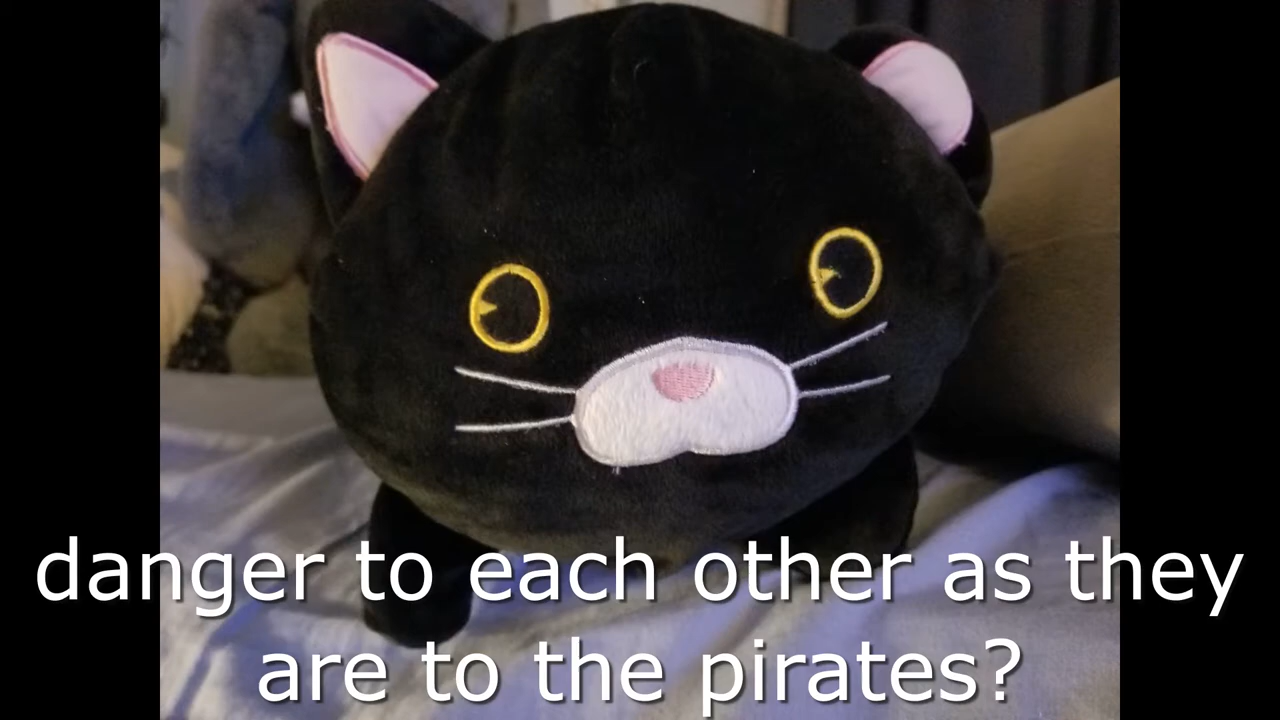 danger to each other as they
are to the pirates?